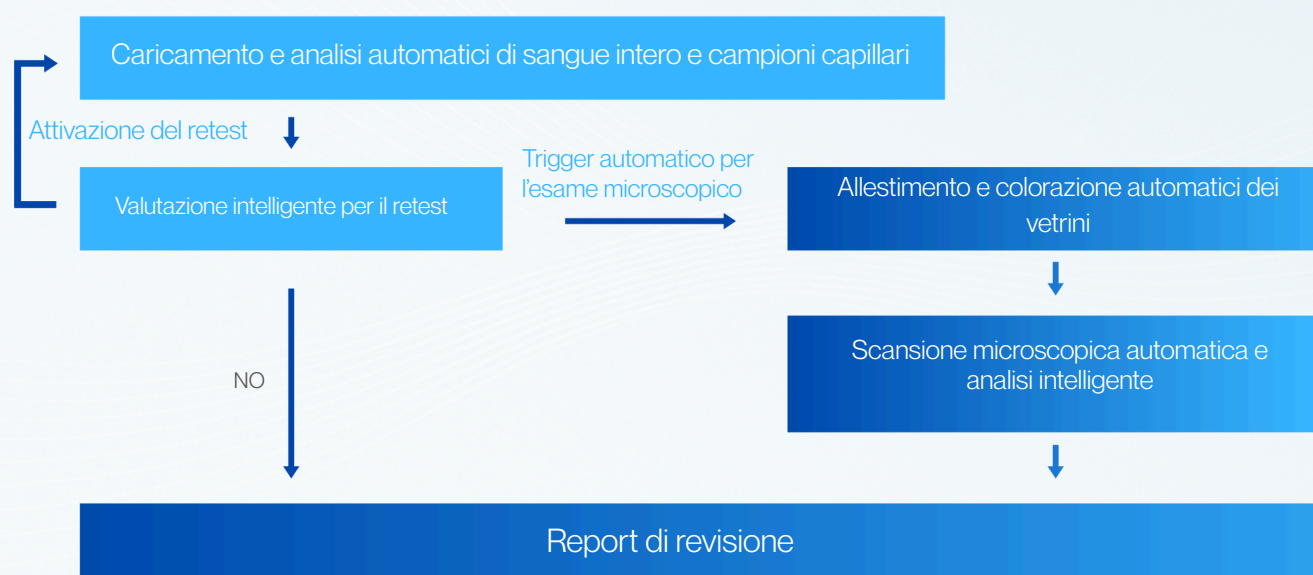 Caricamento e analisi automatici di sangue intero e campioni capillari
Attivazione del retest
Valutazione intelligente per il retest
Trigger automatico per
l'esame microscopico
Allestimento e colorazione automatici dei
vetrini
Scansione microscopica automatica e
analisi intelligente
NO
Report di revisione